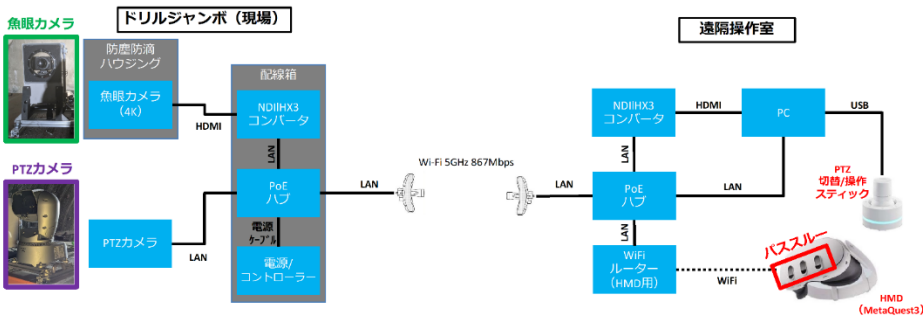 ドリルジャンボ（現場）
遠隔操作室
魚眼カメラ
防塵防滴
ハウジング
魚眼カメラ
（4K）
HDMI
配線箱
NDI|HX3
コンバータ
LAN
PoE
ハブ
電源
ｹｰﾌﾞﾙ
電源/
コントローラー
PTZカメラ
PTZカメラ
LAN
LAN
Wi-Fi 5GHz 867Mbps
LAN
NDI|HX3
コンバータ
LAN
PoE
ハブ
LAN
WiFi
ルーター
（HMD用）
HDMI
PC
USB
LAN
PTZ
切替/操作
スティック
パススルー
WiFi
HMD
（MetaQuest3）